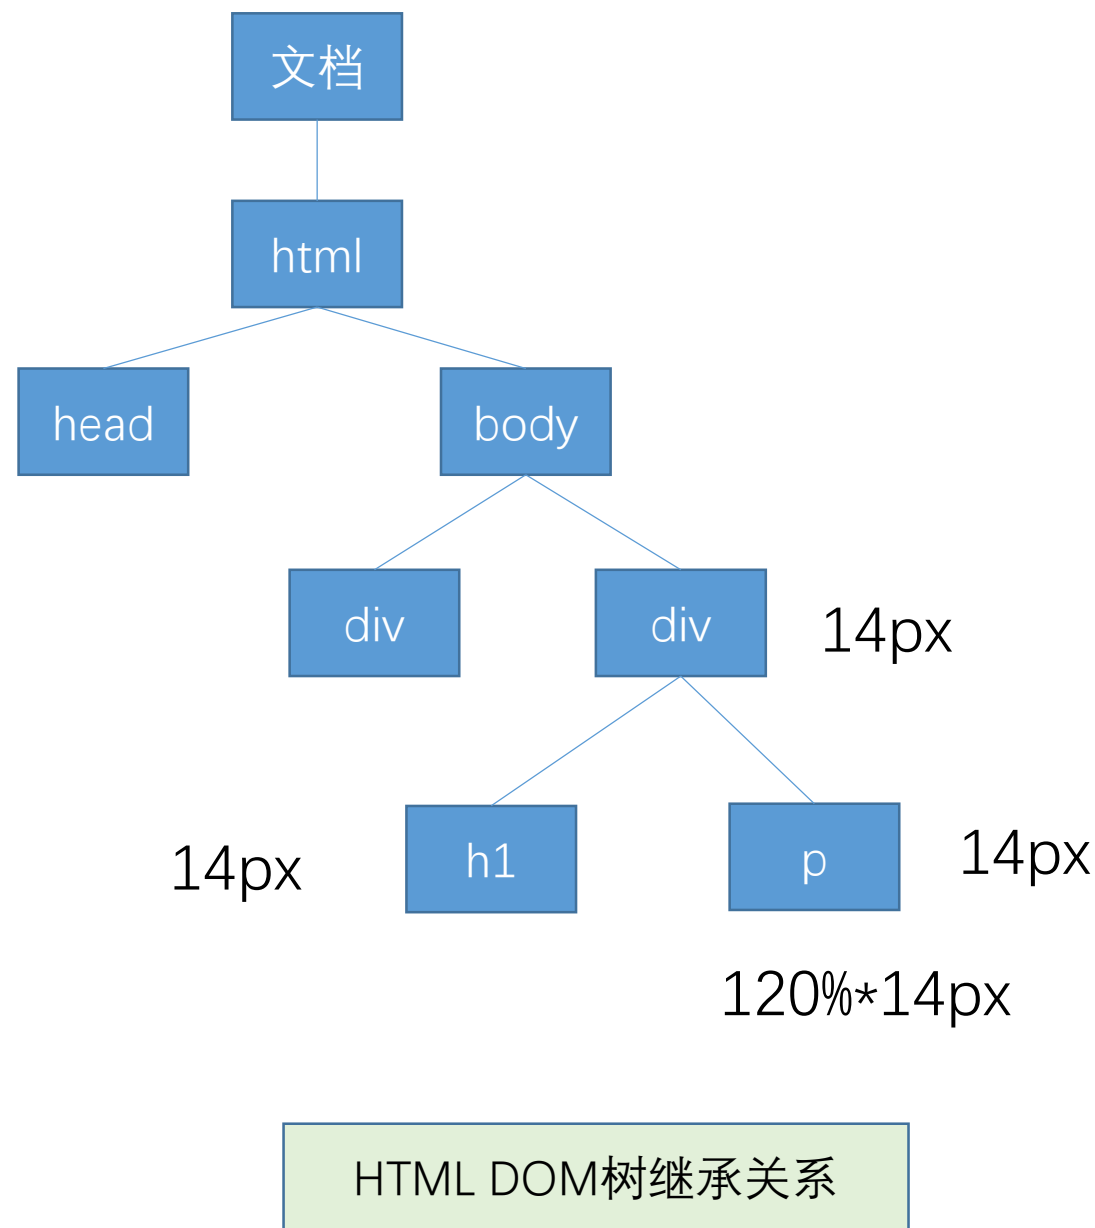 文档
html
head
body
div
div
14px
14px
h1
p
14px
120%*14px
HTML DOM树继承关系